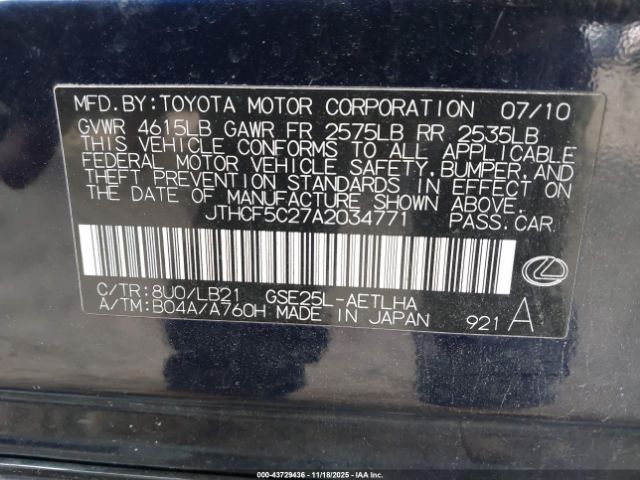 MFD.BY:TOYOTA MOTOR CORPORATION 07/10
GVWR 4615LB GAWR FR 2575LB RR 2535LB
THIS VEHICLE CONFORMS TO ALL APPLICABLE
FEDERAL MOTOR VEHICLE SAFETY,BUMPER,AND
THEFT PREVENTION STANDARDS IN EFFECT ON
THE DATE OF MANUFACTURE SHOWN ABOVE.
JTHCF5C27A2034771 PASS.CAR
C/TR:8U0/LB21 GSE25L-AETLHA
A/TM:B04A/A760H MADE IN JAPAN 921 A
000-43729436 - 11/18/2025 - IAAI.COM